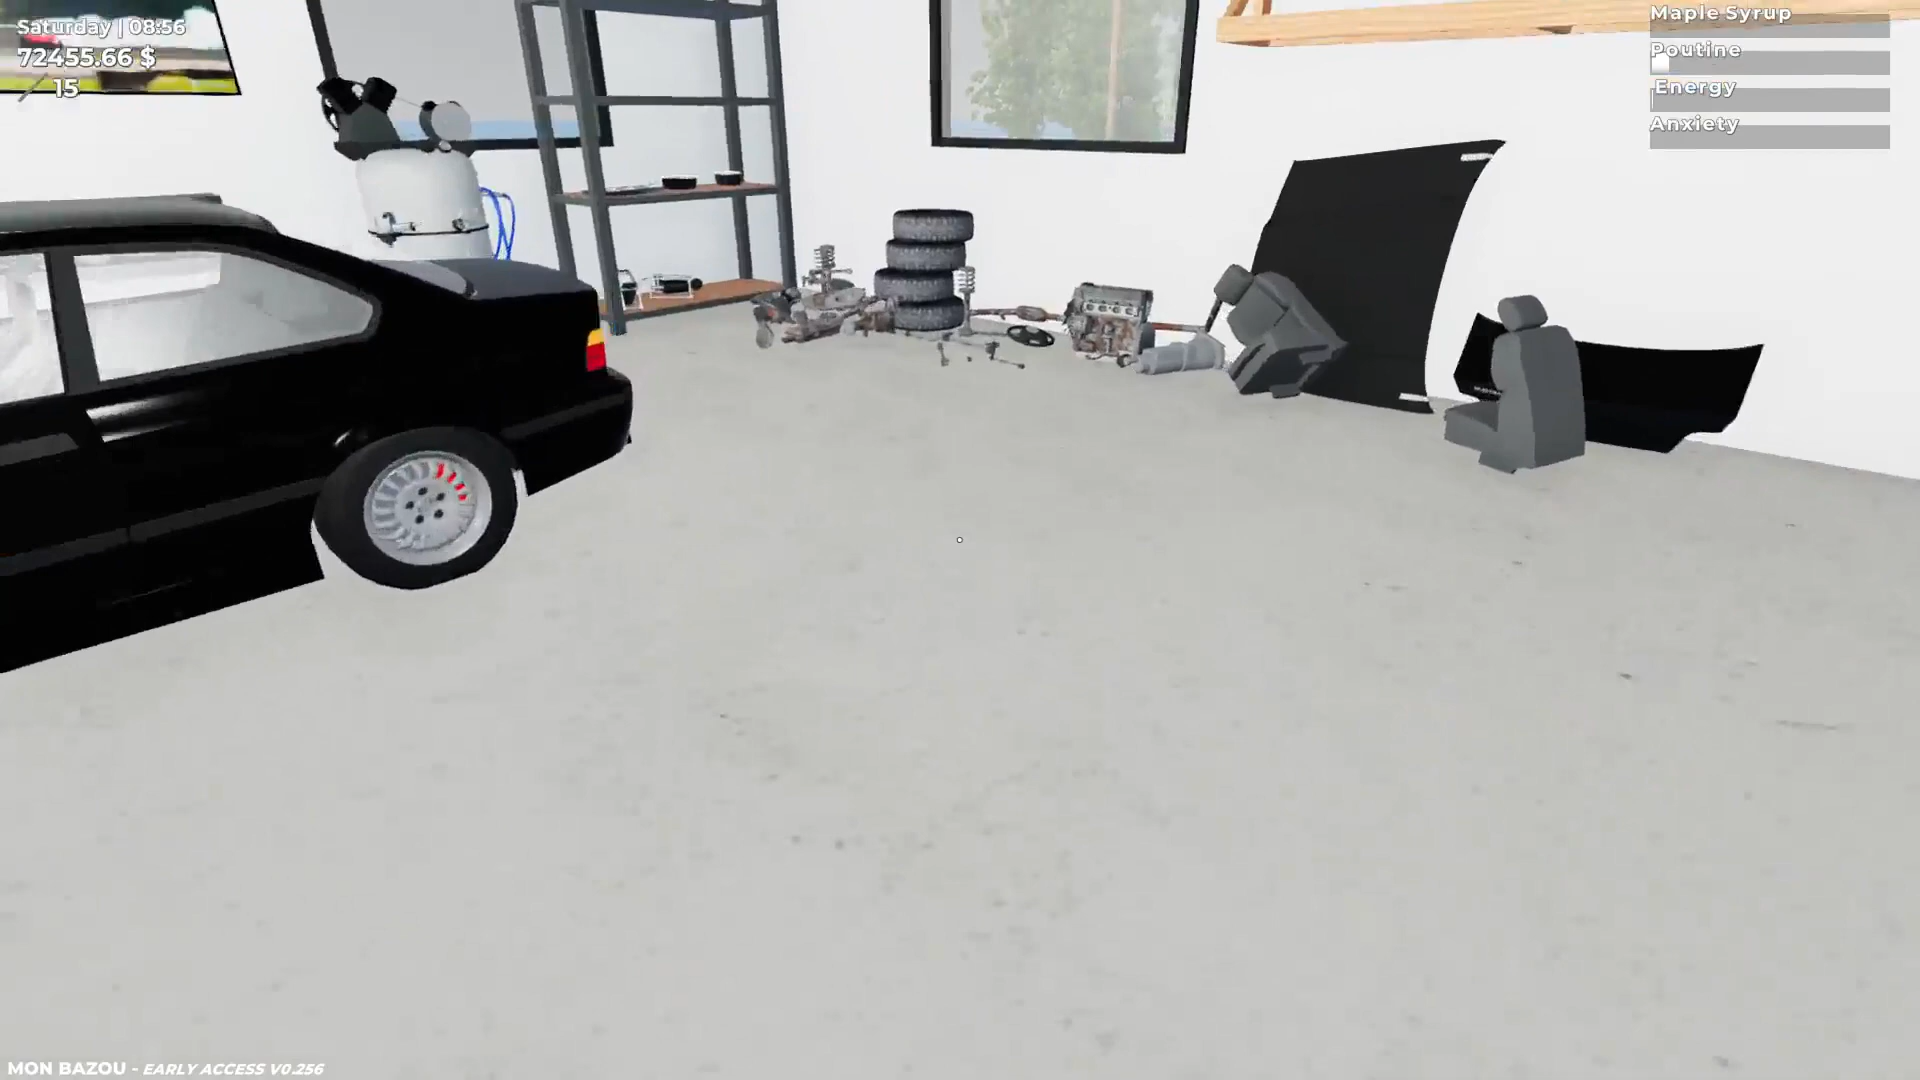 Saturday | 08:56
72455.66 $
15
Maple Syrup
Poutine
Energy
Anxiety
MON BAZOU - EARLY ACCESS V0.256